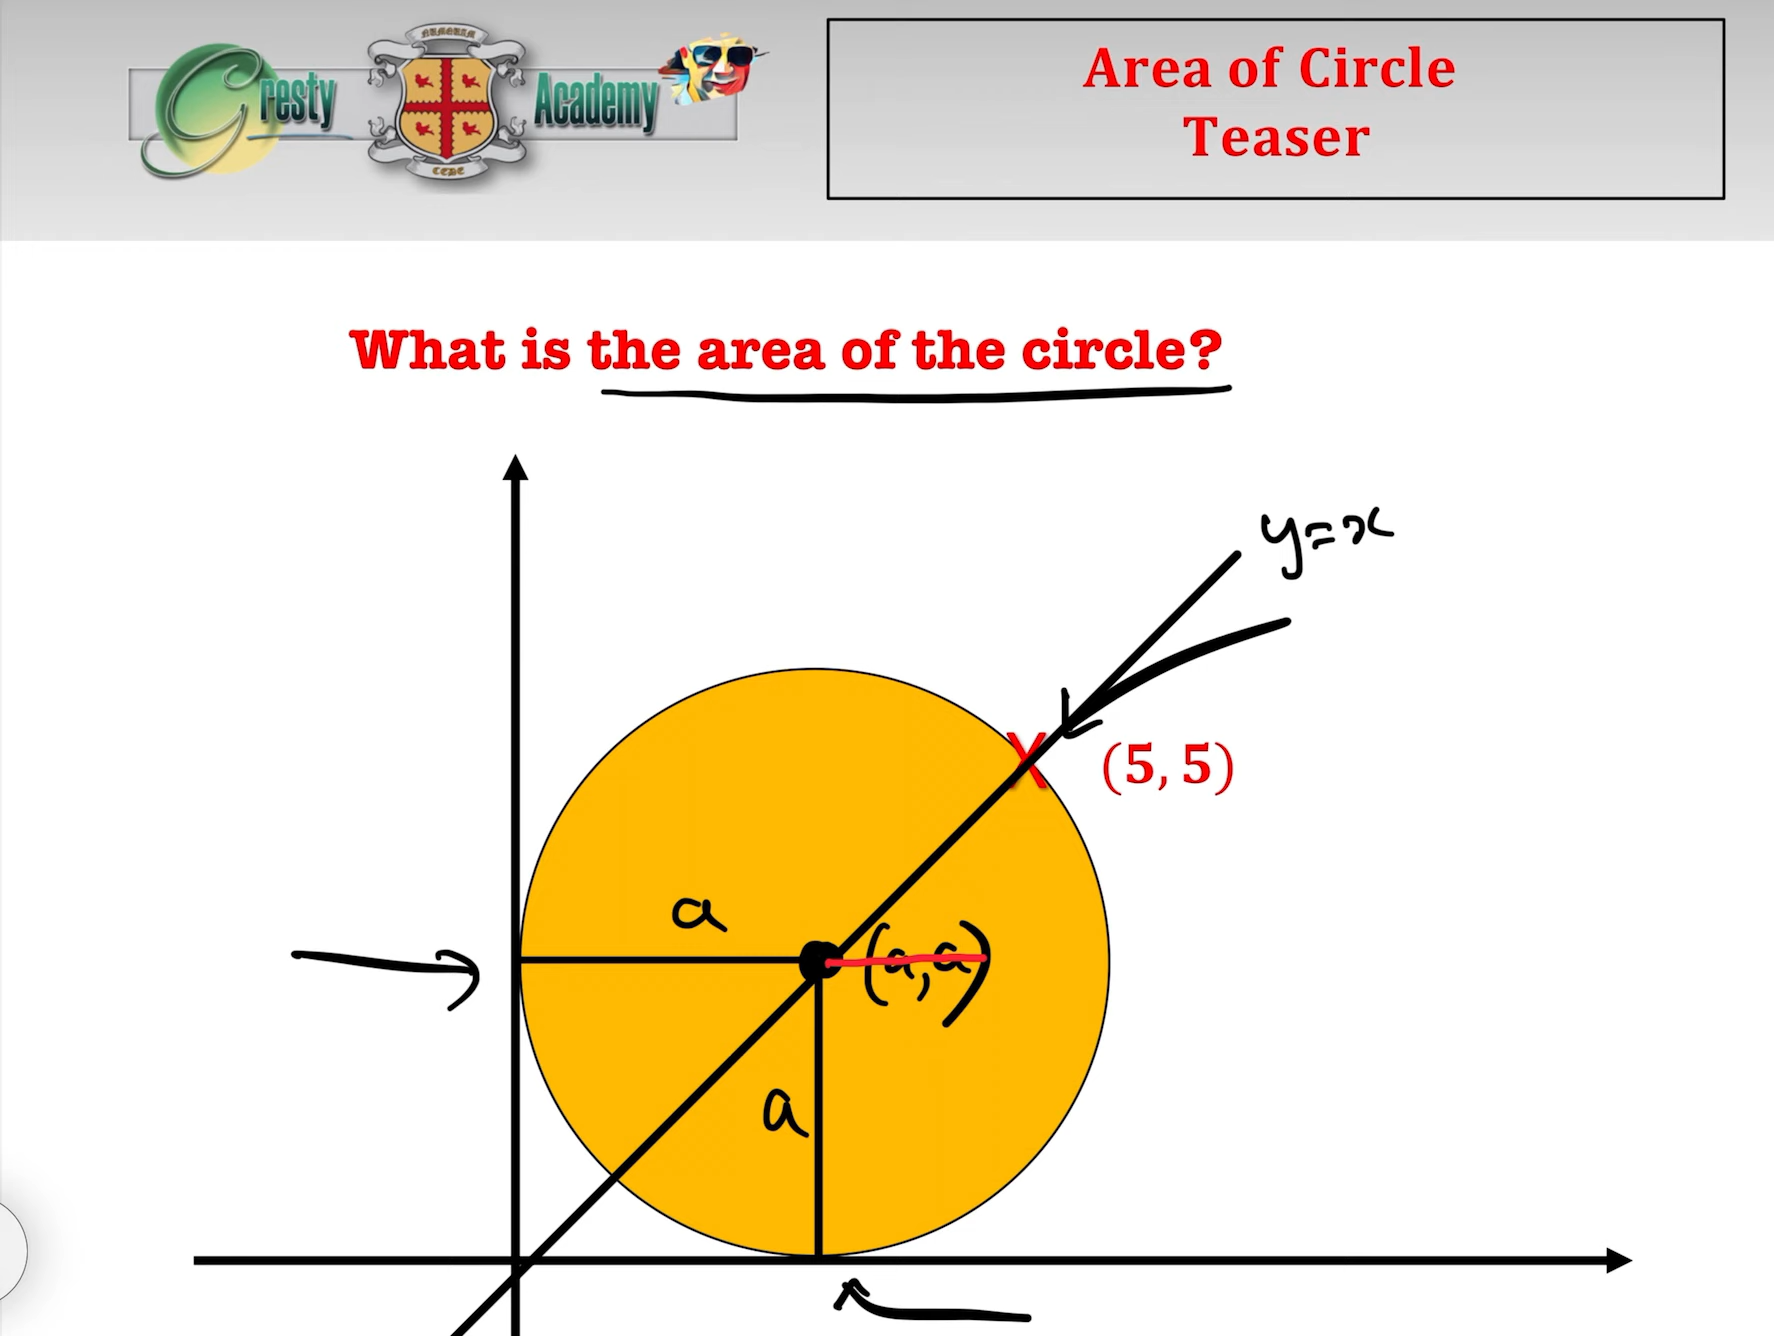 Gresty Academy
Area of Circle
Teaser
What is the area of the circle?
y=x
(5, 5)
a
(a,a)
a